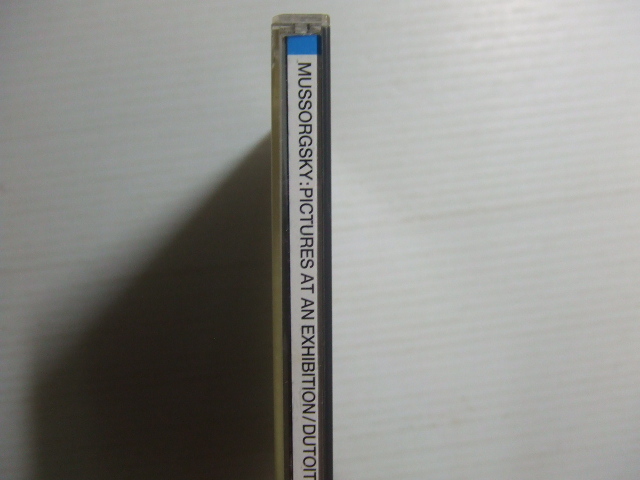 MUSSORGSKY:PICTURES AT AN EXHIBITION/DUTOIT